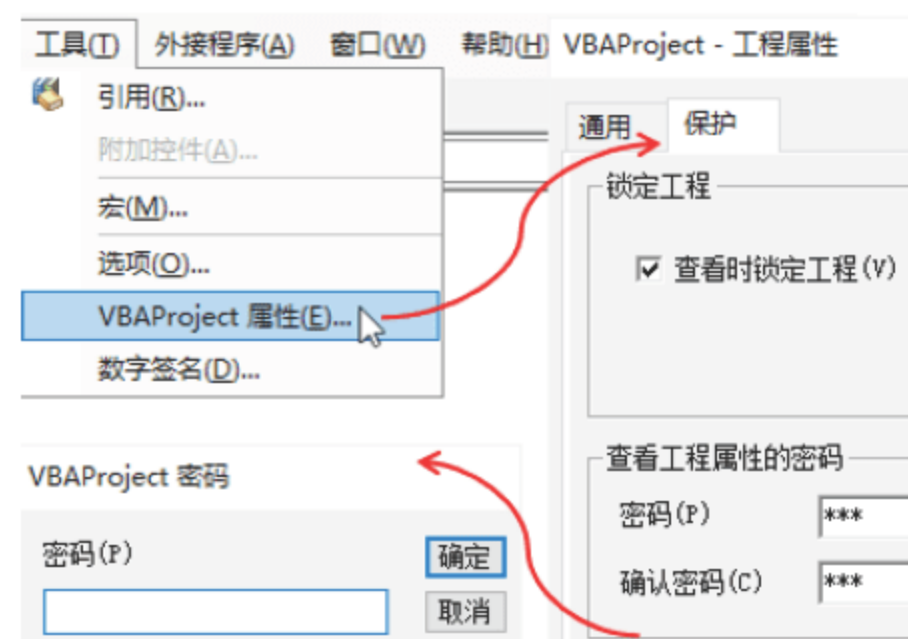 工具(T) 外接程序(A) 窗口(W) 帮助(H)
引用(R)...
附加控件(A)...
宏(M)...
选项(O)...
VBAProject 属性(E)...
数字签名(D)...
VBAProject - 工程属性
通用 保护
锁定工程
查看时锁定工程(V)
查看工程属性的密码
密码(P) ***
确认密码(C) ***
VBAProject 密码
密码(P)
确定
取消